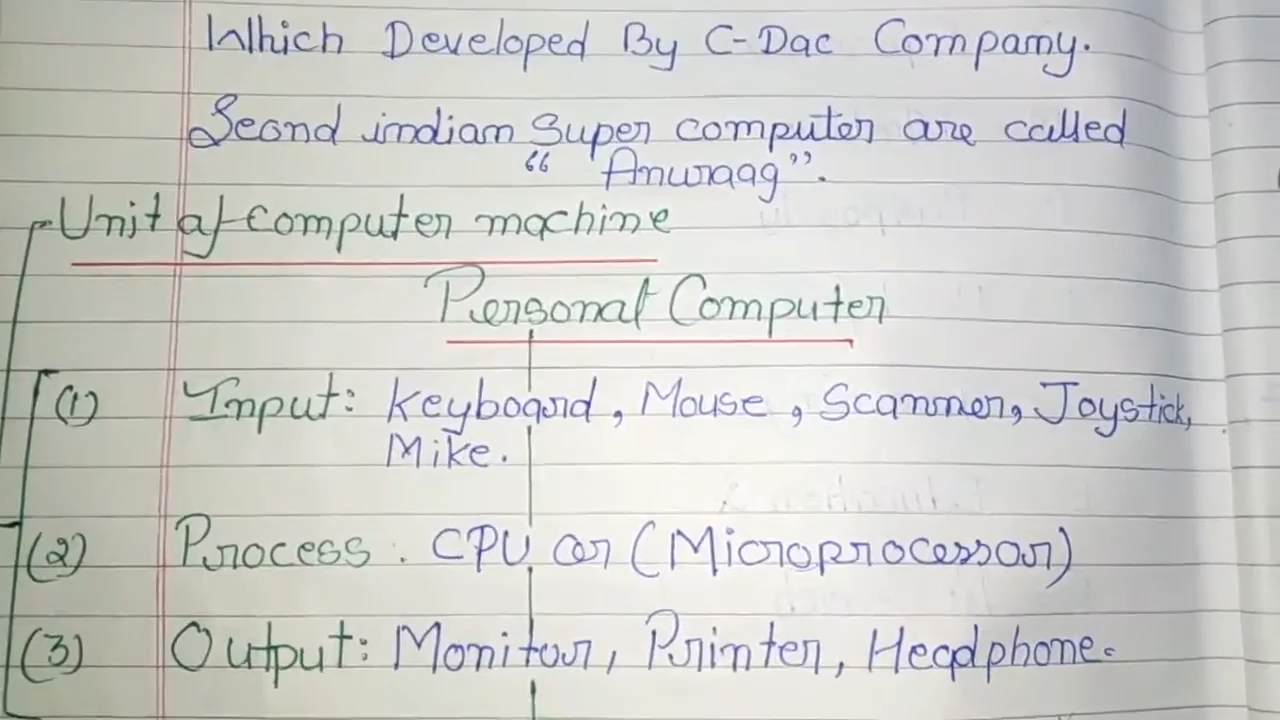 Which Developed By C-Dac Company.
Seond indian Super computer are called
“ Anuraag”.
Unit of computer machine
Personal Computer
(1) Input: Keyboard, Mouse, Scanner, Joystick,
Mike.
(2) Process. CPU or (Microprocessor)
(3) Output: Monitor, Printer, Headphone.